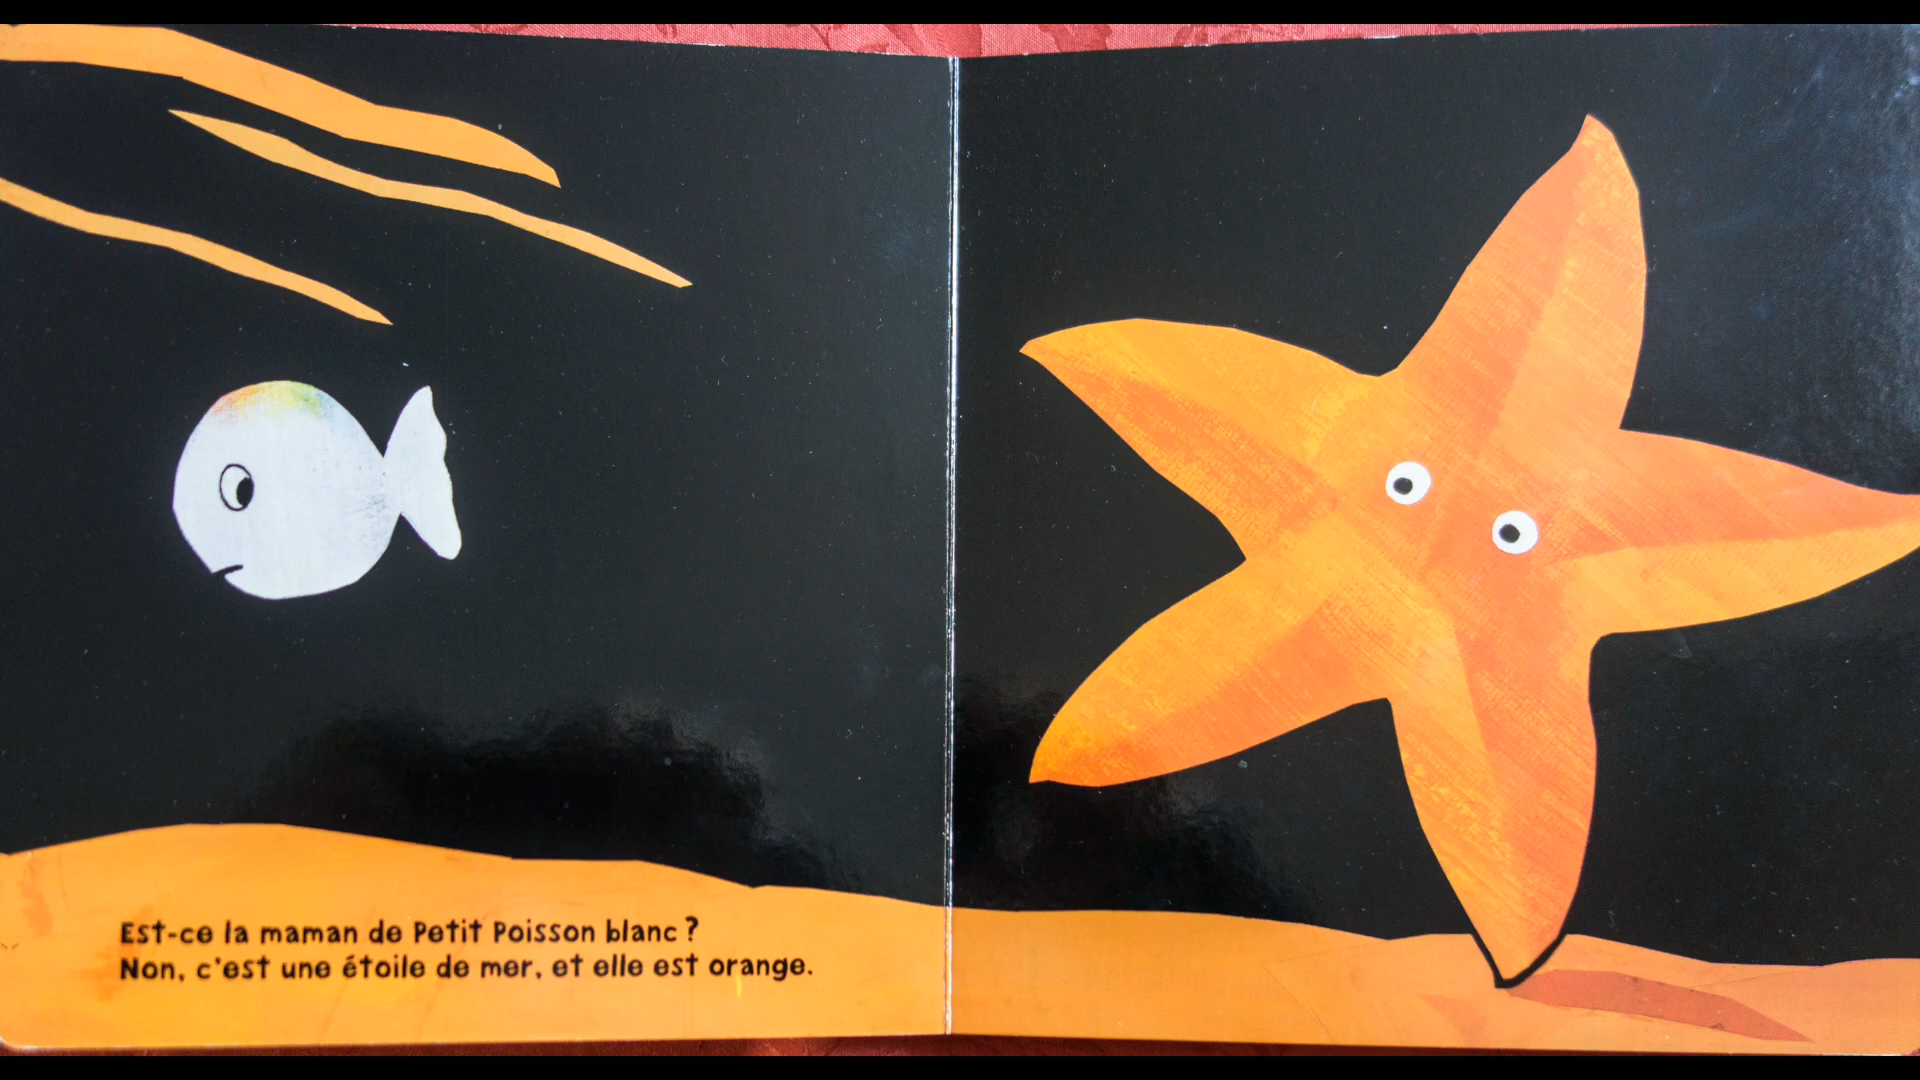 Est-ce la maman de Petit Poisson blanc ?
Non, c'est une étoile de mer, et elle est orange.